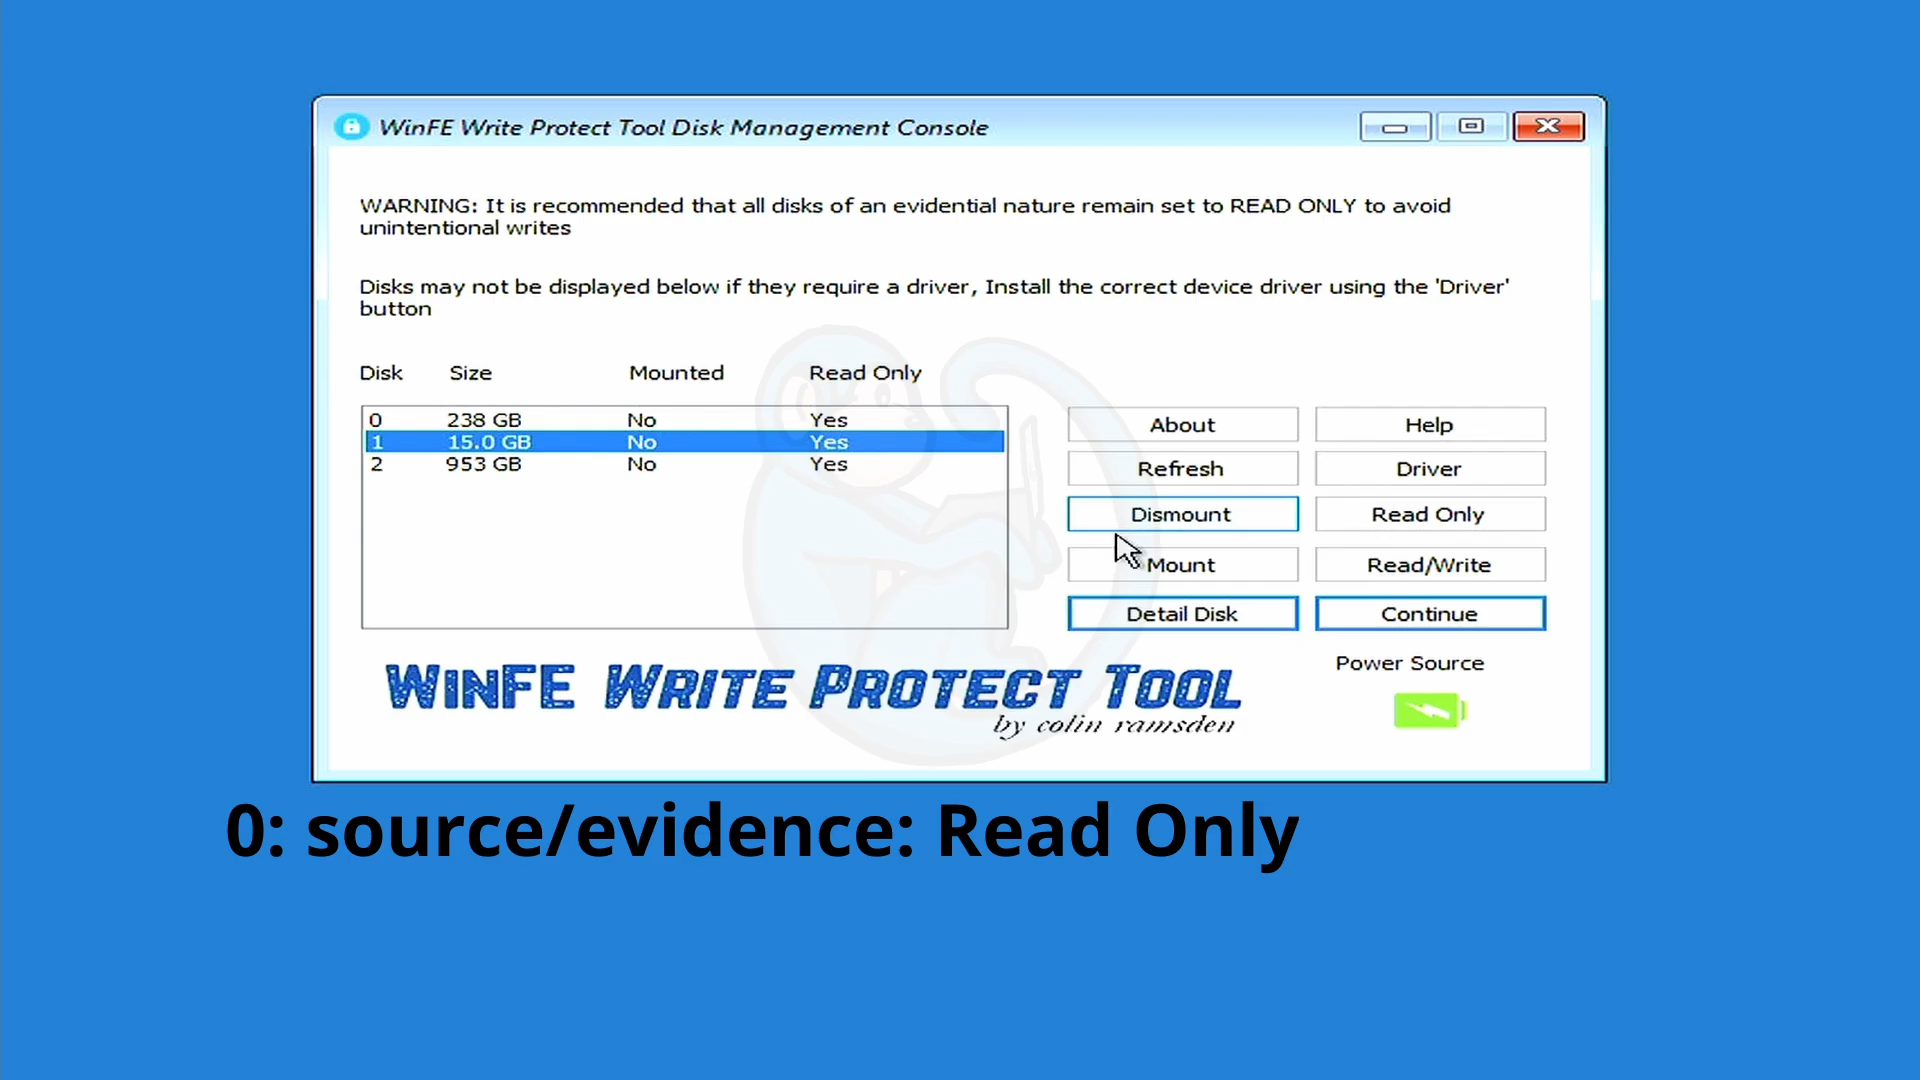 WinFE Write Protect Tool Disk Management Console
WARNING: It is recommended that all disks of an evidential nature remain set to READ ONLY to avoid
unintentional writes
Disks may not be displayed below if they require a driver, Install the correct device driver using the 'Driver'
button
Disk Size Mounted Read Only
0 238 GB No Yes
1 15.0 GB No Yes
2 953 GB No Yes
About Help
Refresh Driver
Dismount Read Only
Mount Read/Write
Detail Disk Continue
Power Source
WINFE WRITE PROTECT TOOL
by colin ramsden
0: source/evidence: Read Only